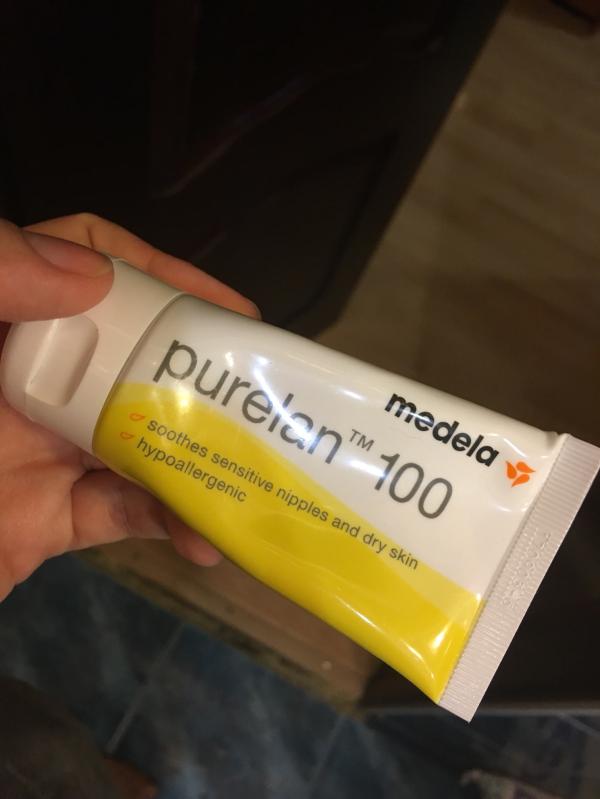 medela
purelan™ 100
soothes sensitive nipples and dry skin
hypoallergenic